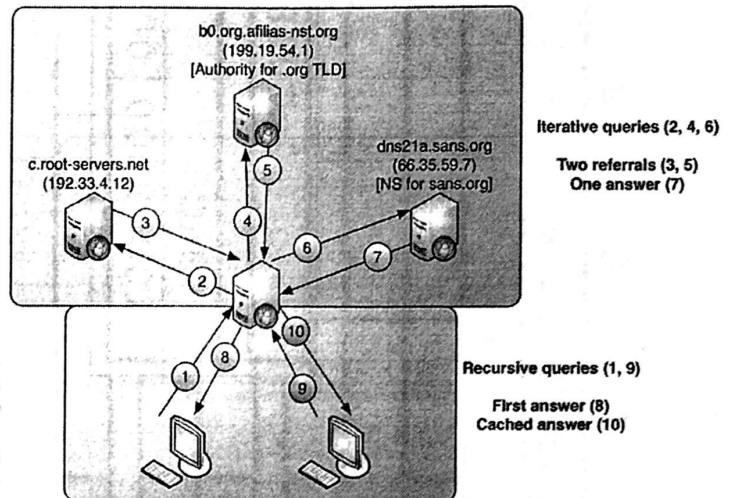 b0.org.afilias-nst.org
(199.19.54.1)
[Authority for .org TLD]
c.root-servers.net
(192.33.4.12)
dns21a.sans.org
(66.35.59.7)
[NS for sans.org]
Iterative queries (2, 4, 6)
Two referrals (3, 5)
One answer (7)
3
4
5
6
2
7
1
8
10
9
Recursive queries (1, 9)
First answer (8)
Cached answer (10)